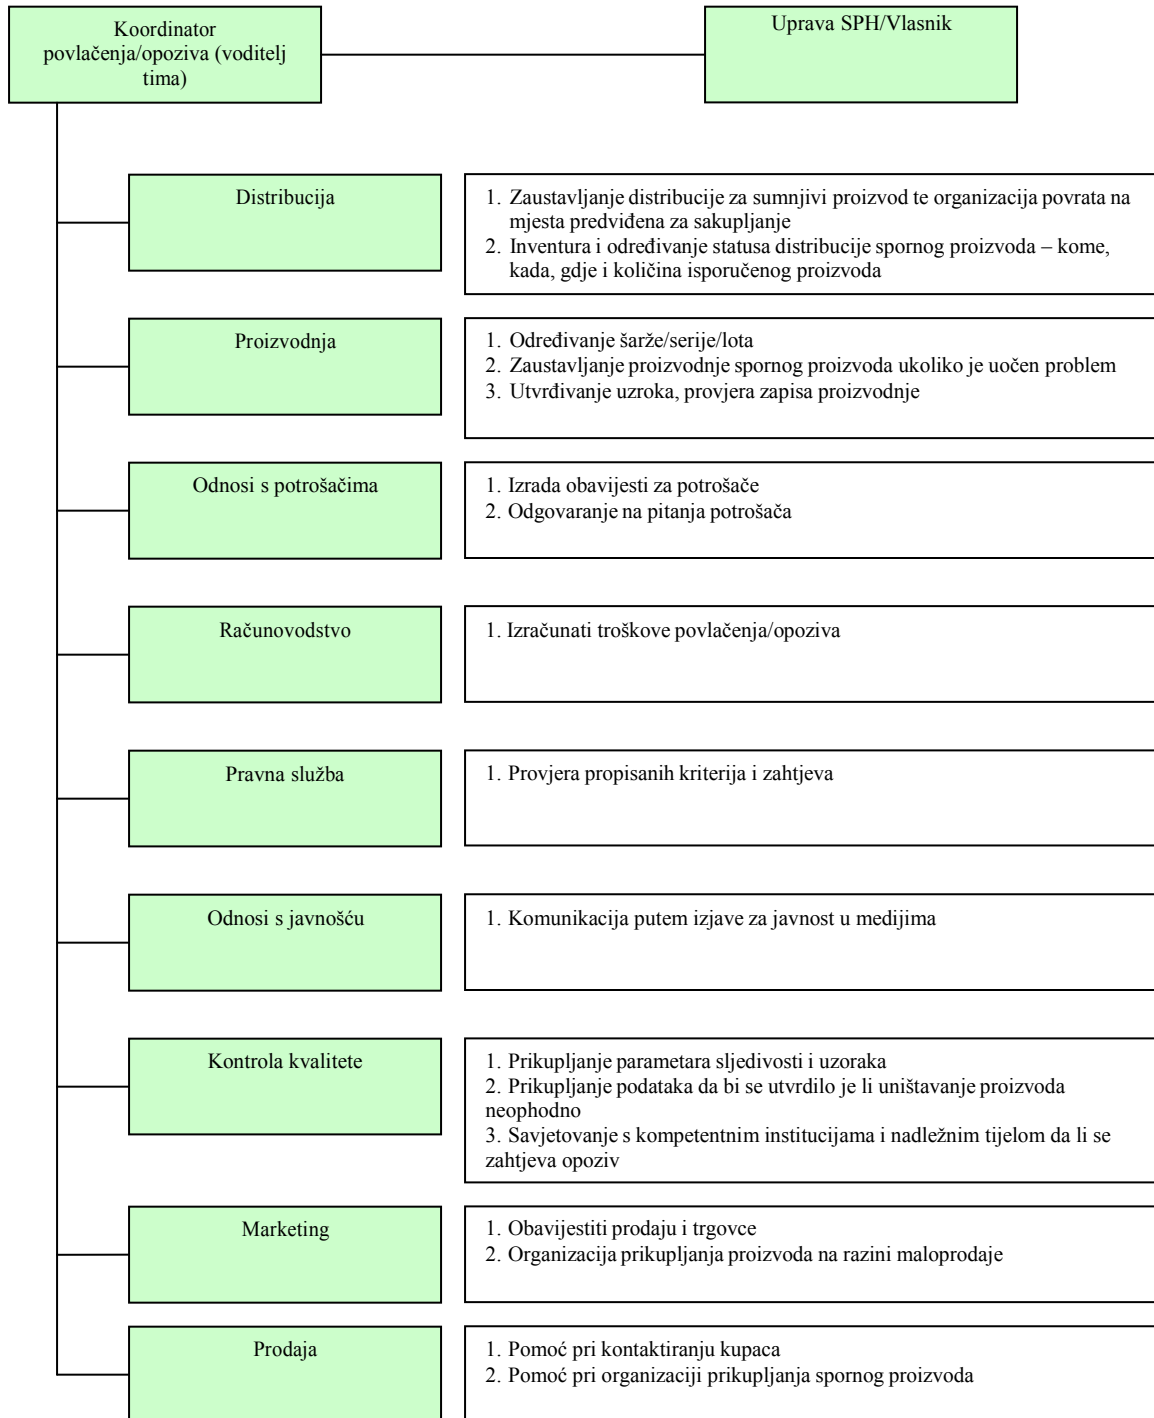 Koordinator
povlačenja/opoziva (voditelj
tima)
Uprava SPH/Vlasnik
Distribucija
1. Zaustavljanje distribucije za sumnjivi proizvod te organizacija povrata na
mjesta predviđena za sakupljanje
2. Inventura i određivanje statusa distribucije spornog proizvoda – kome,
kada, gdje i količina isporučenog proizvoda
Proizvodnja
1. Određivanje šarže/serije/lota
2. Zaustavljanje proizvodnje spornog proizvoda ukoliko je uočen problem
3. Utvrđivanje uzroka, provjera zapisa proizvodnje
Odnosi s potrošačima
1. Izrada obavijesti za potrošače
2. Odgovaranje na pitanja potrošača
Računovodstvo
1. Izračunati troškove povlačenja/opoziva
Pravna služba
1. Provjera propisanih kriterija i zahtjeva
Odnosi s javnošću
1. Komunikacija putem izjave za javnost u medijima
Kontrola kvalitete
1. Prikupljanje parametara sljedivosti i uzoraka
2. Prikupljanje podataka da bi se utvrdilo je li uništavanje proizvoda
neophodno
3. Savjetovanje s kompetentnim institucijama i nadležnim tijelom da li se
zahtjeva opoziv
Marketing
1. Obavijestiti prodaju i trgovce
2. Organizacija prikupljanja proizvoda na razini maloprodaje
Prodaja
1. Pomoć pri kontaktiranju kupaca
2. Pomoć pri organizaciji prikupljanja spornog proizvoda